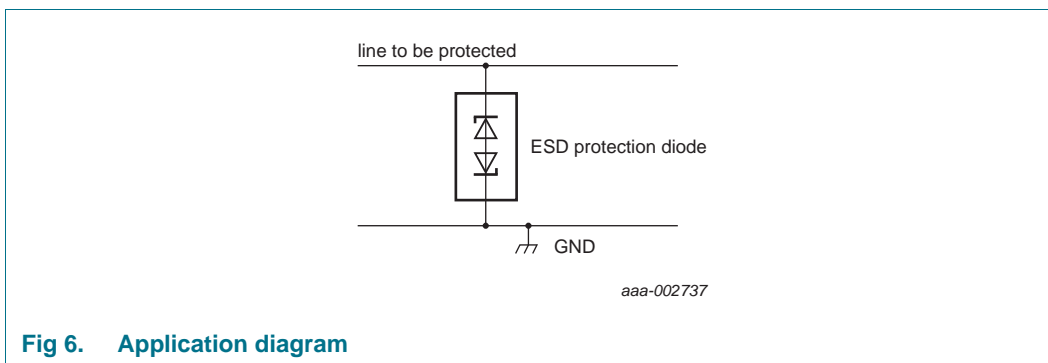 line to be protected
ESD protection diode
GND
aaa-002737
Fig 6. Application diagram